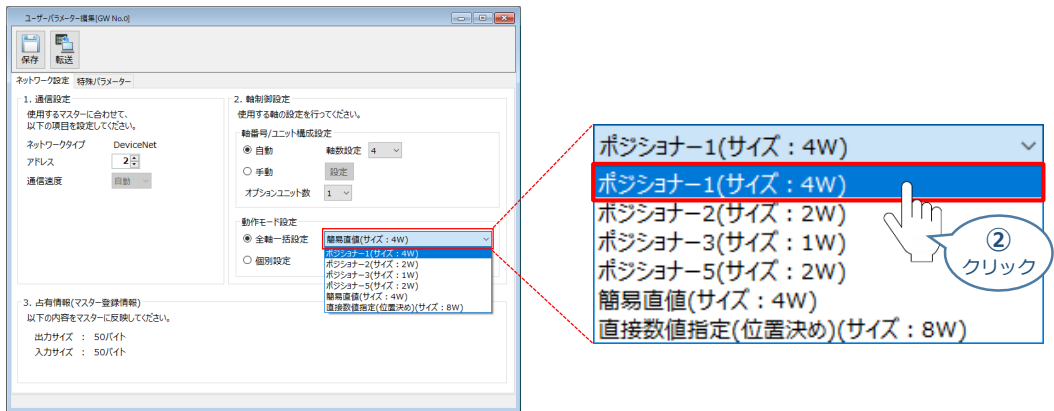 ユーザーパラメーター編集[GW No.0]
保存 転送
ネットワーク設定 特殊パラメーター
1. 通信設定
使用するマスターに合わせて、
以下の項目を設定してください。
ネットワークタイプ DeviceNet
アドレス 2
通信速度 自動
2. 軸制御設定
使用する軸の設定を行ってください。
軸番号/ユニット構成設定
自動 軸数設定 4
手動 設定
オプションユニット数 1
動作モード設定
全軸一括設定 簡易直値(サイズ：4W)
個別設定
ポジショナー1(サイズ：4W)
ポジショナー2(サイズ：2W)
ポジショナー3(サイズ：1W)
ポジショナー5(サイズ：2W)
簡易直値(サイズ：4W)
直接数値指定(位置決め)(サイズ：8W)
3. 占有情報(マスター登録情報)
以下の内容をマスターに反映してください。
出力サイズ ： 50バイト
入力サイズ ： 50バイト
ポジショナー1(サイズ：4W)
ポジショナー1(サイズ：4W)
ポジショナー2(サイズ：2W)
ポジショナー3(サイズ：1W)
ポジショナー5(サイズ：2W)
簡易直値(サイズ：4W)
直接数値指定(位置決め)(サイズ：8W)
②
クリック